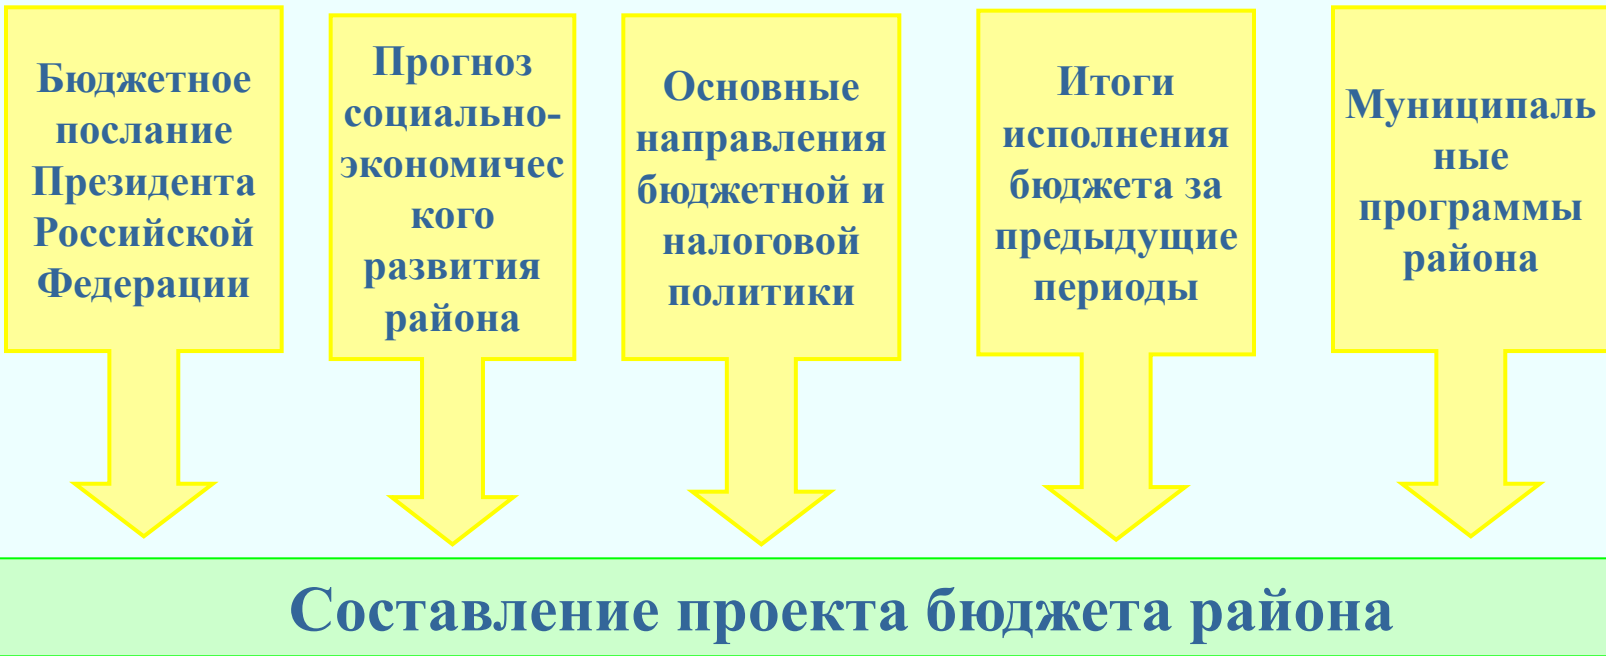 Бюджетное
послание
Президента
Российской
Федерации
Прогноз
социально-
экономичес
кого
развития
района
Основные
направления
бюджетной и
налоговой
политики
Итоги
исполнения
бюджета за
предыдущие
периоды
Муниципаль
ные
программы
района
Составление проекта бюджета района